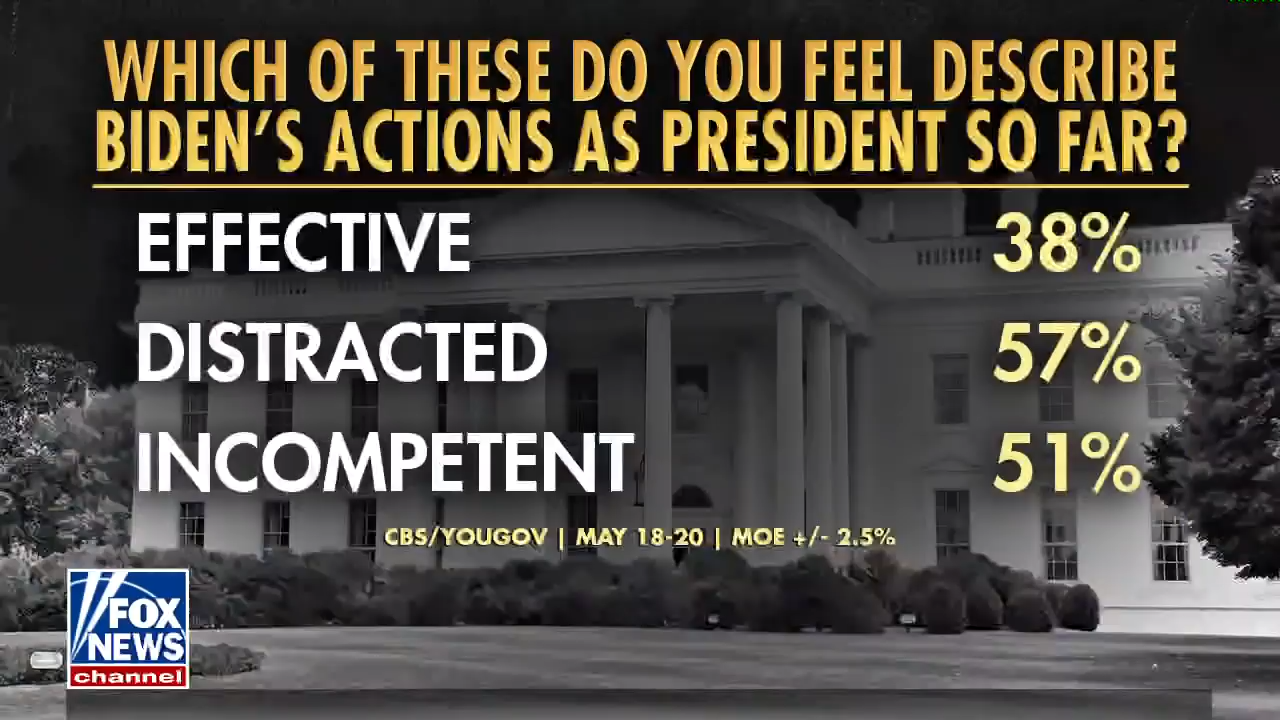 WHICH OF THESE DO YOU FEEL DESCRIBE
BIDEN'S ACTIONS AS PRESIDENT SO FAR?
EFFECTIVE 38%
DISTRACTED 57%
INCOMPETENT 51%
CBS/YOUGOV | MAY 18-20 | MOE +/- 2.5%
FOX
NEWS
channel